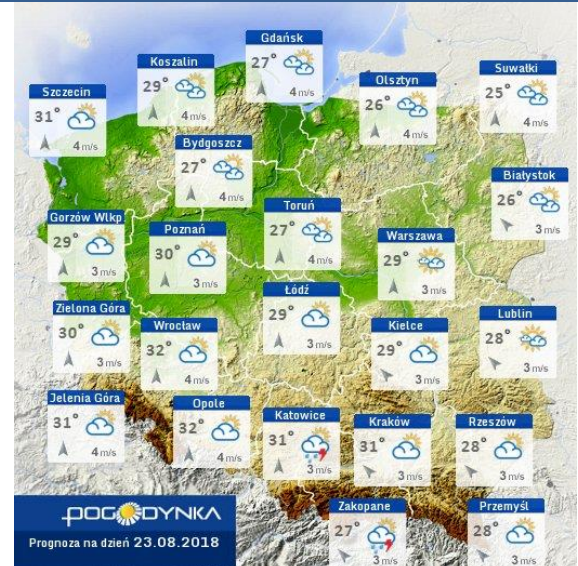 Gdańsk
27°
4 m/s
Koszalin
29°
4 m/s
Suwałki
25°
4 m/s
Olsztyn
26°
4 m/s
Szczecin
31°
4 m/s
Bydgoszcz
27°
4 m/s
Białystok
26°
3 m/s
Toruń
27°
4 m/s
Gorzów Wlkp
29°
3 m/s
Poznań
30°
3 m/s
Warszawa
29°
3 m/s
Łódź
29°
3 m/s
Zielona Góra
30°
3 m/s
Lublin
28°
3 m/s
Wrocław
32°
4 m/s
Kielce
29°
3 m/s
Jelenia Góra
31°
4 m/s
Opole
32°
4 m/s
Katowice
31°
3 m/s
Kraków
31°
3 m/s
Rzeszów
28°
3 m/s
Zakopane
27°
3 m/s
Przemyśl
28°
3 m/s
POGODYNKA
Prognoza na dzień 23.08.2018